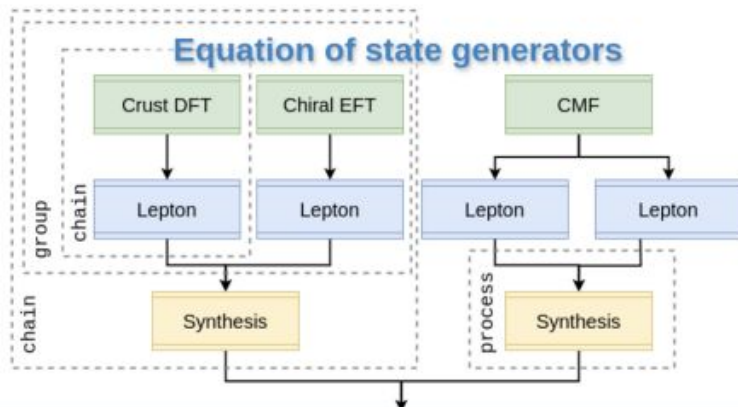 Equation of state generators
Crust DFT
Chiral EFT
CMF
Lepton
Lepton
Lepton
Lepton
group
chain
chain
process
Synthesis
Synthesis